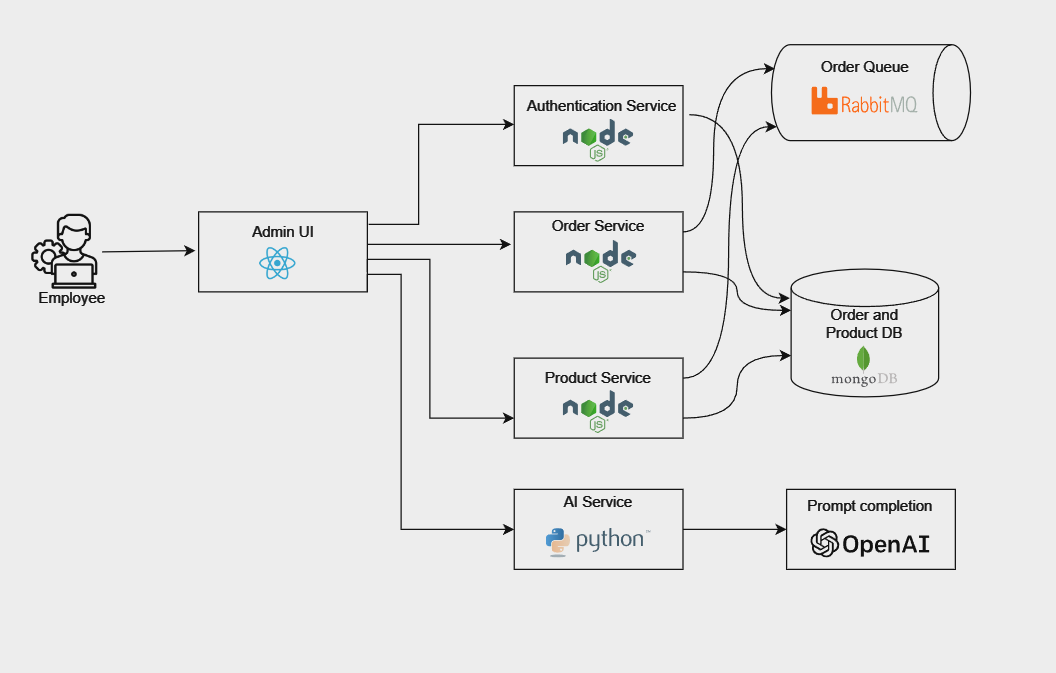 Order Queue
RabbitMQ
Authentication Service
node
JS
Admin UI
Order Service
node
JS
Employee
Order and
Product DB
mongoDB
Product Service
node
JS
AI Service
python
Prompt completion
OpenAI